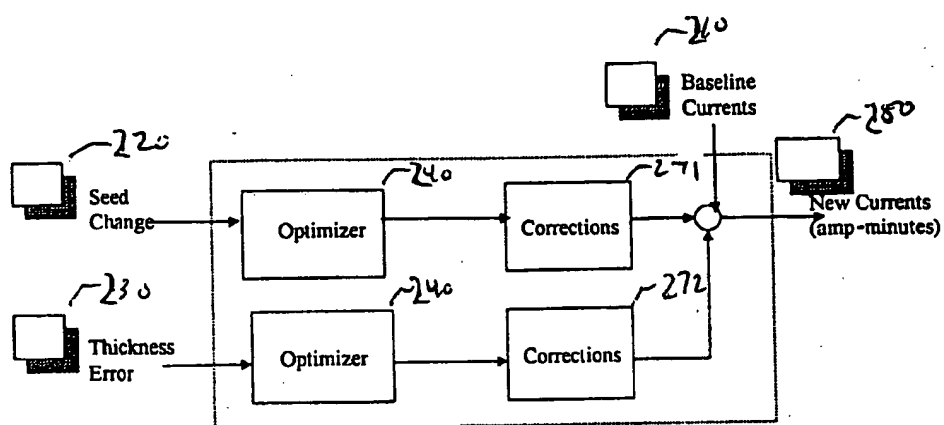 210
Baseline
Currents
280
220
Seed
Change
240
Optimizer
271
Corrections
New Currents
(amp-minutes)
230
Thickness
Error
240
Optimizer
272
Corrections